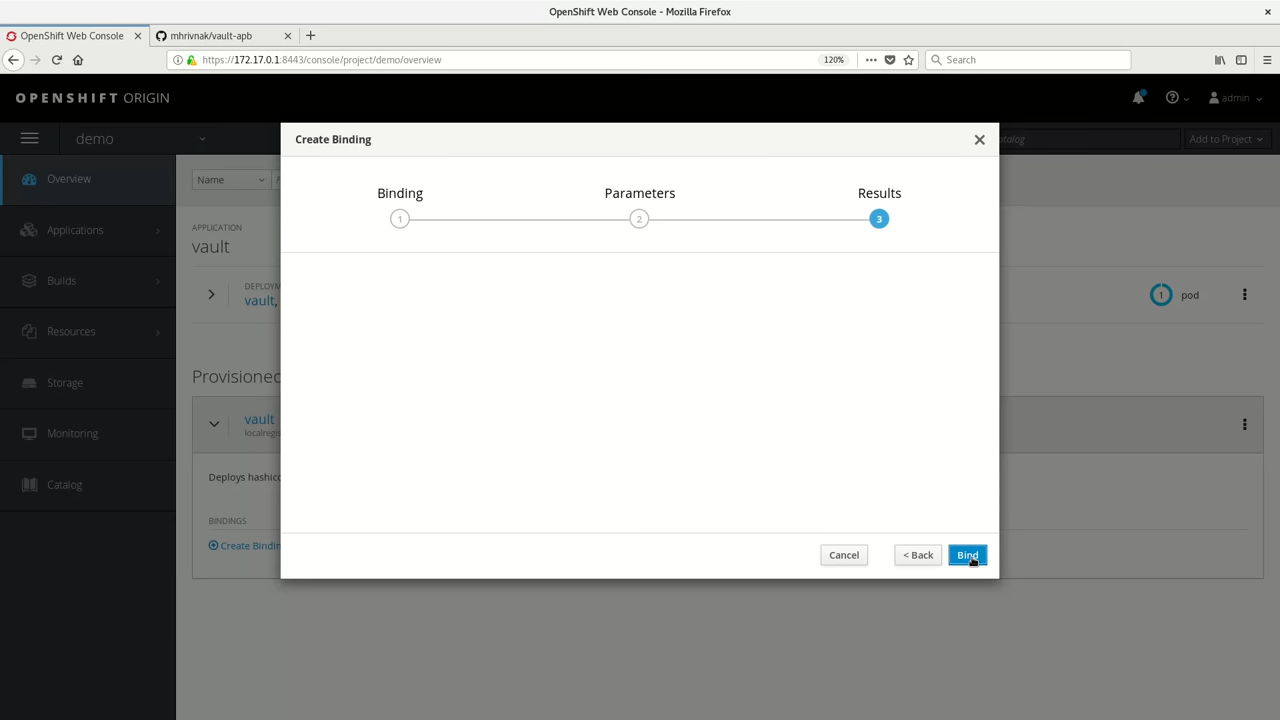 OpenShift Web Console - Mozilla Firefox
OpenShift Web Console
mhrivnak/vault-apb
https://172.17.0.1:8443/console/project/demo/overview
120%
Search
OPENSHIFT ORIGIN
admin
demo
Add to Project
Create Binding
Overview
Name
Binding
Parameters
Results
1
2
3
APPLICATION
vault
Applications
Builds
vault,
1 pod
Resources
Provisioned
Storage
vault
Monitoring
Deploys
Catalog
BINDINGS
Create
Cancel
< Back
Bind